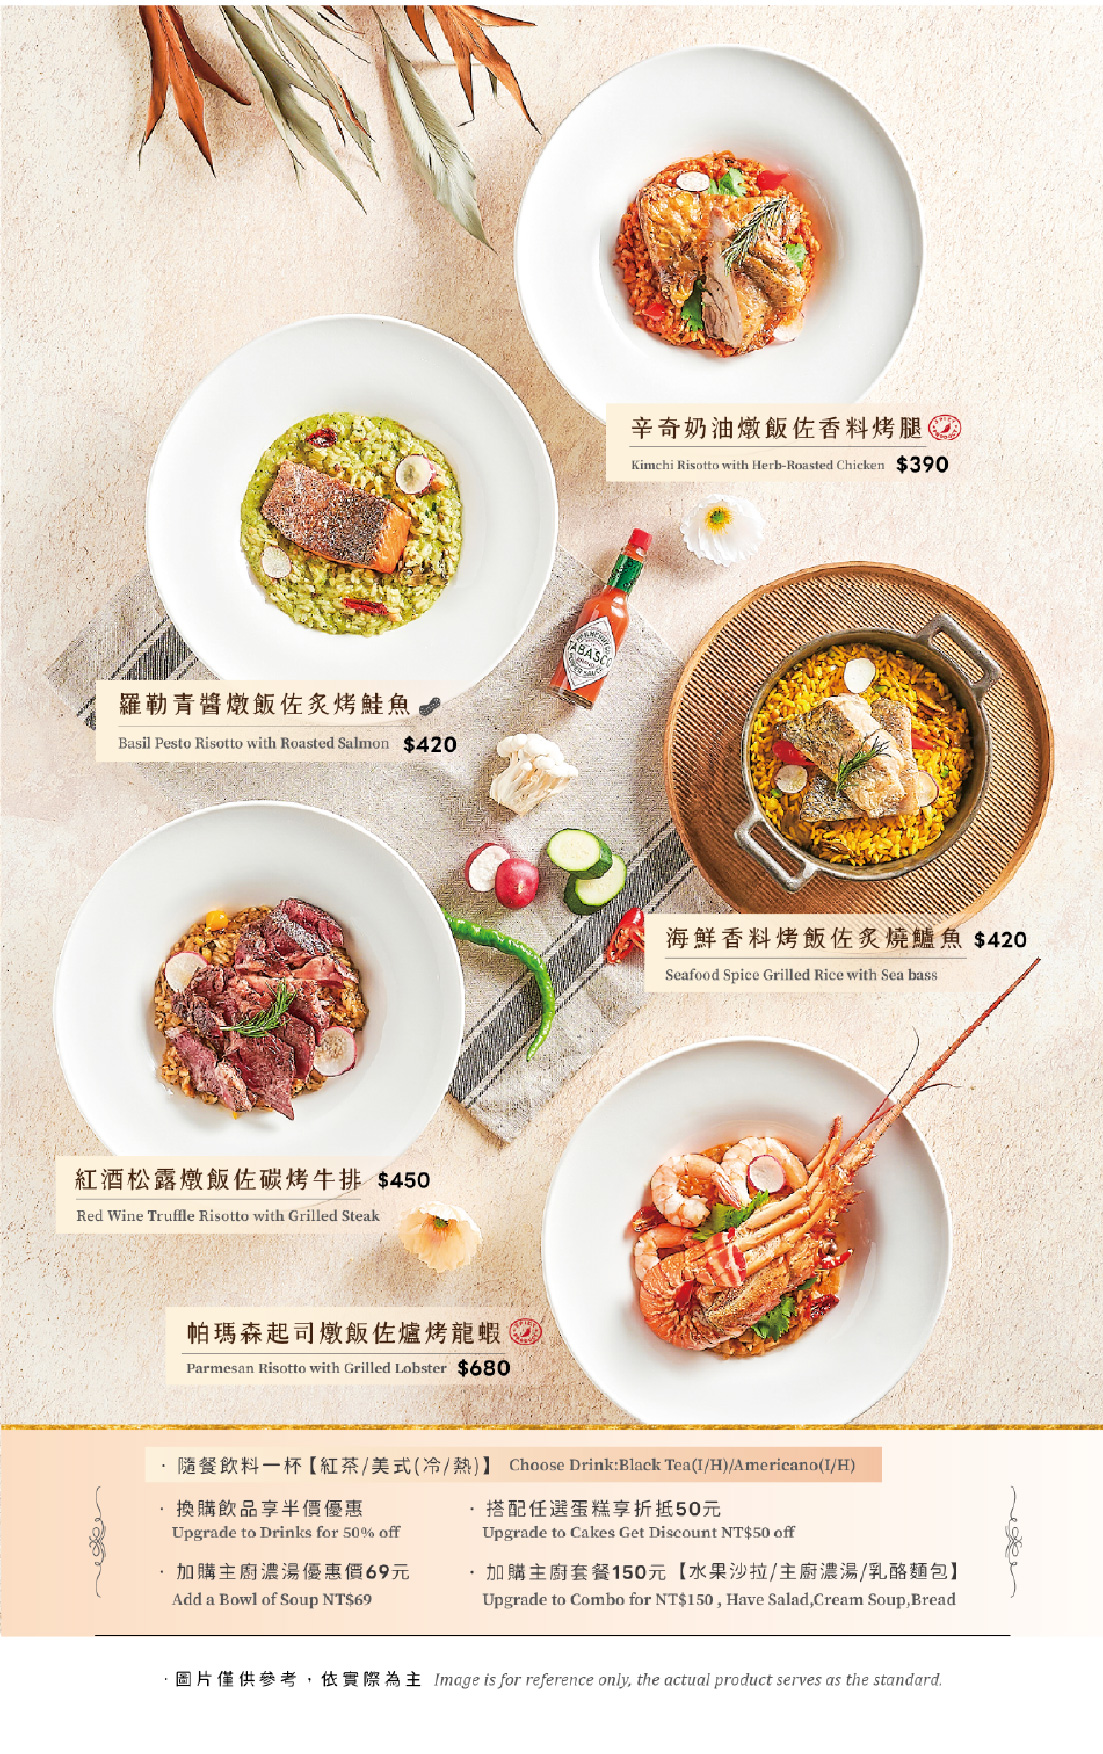 辛奇奶油燉飯佐香料烤腿
Kimchi Risotto with Herb-Roasted Chicken $390
TABASCO
羅勒青醬燉飯佐炙烤鮭魚
Basil Pesto Risotto with Roasted Salmon $420
海鮮香料烤飯佐炙燒鱸魚 $420
Seafood Spice Grilled Rice with Sea bass
紅酒松露燉飯佐碳烤牛排 $450
Red Wine Truffle Risotto with Grilled Steak
帕瑪森起司燉飯佐爐烤龍蝦
Parmesan Risotto with Grilled Lobster $680
· 隨餐飲料一杯【紅茶/美式(冷/熱)】 Choose Drink:Black Tea(I/H)/Americano(I/H)
· 換購飲品享半價優惠
Upgrade to Drinks for 50% off
· 搭配任選蛋糕享折抵50元
Upgrade to Cakes Get Discount NT$50 off
· 加購主廚濃湯優惠價69元
Add a Bowl of Soup NT$69
· 加購主廚套餐150元【水果沙拉/主廚濃湯/乳酪麵包】
Upgrade to Combo for NT$150 , Have Salad,Cream Soup,Bread
· 圖片僅供參考，依實際為主 Image is for reference only, the actual product serves as the standard.